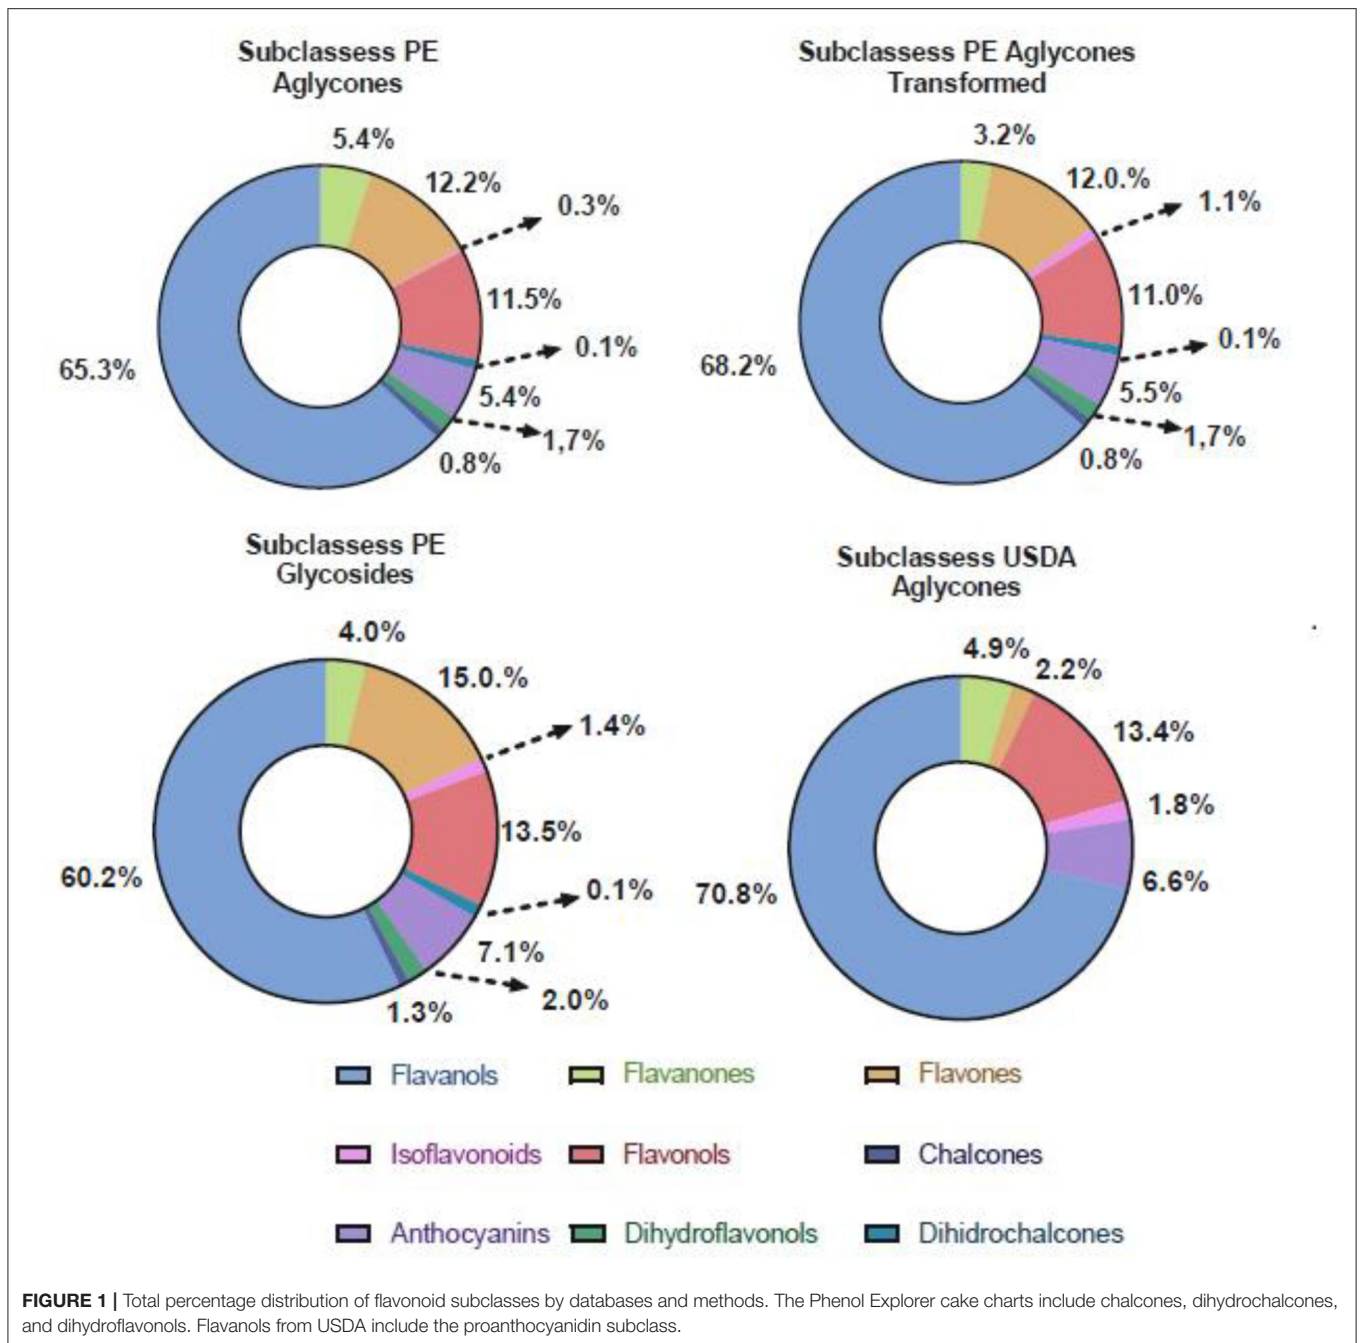 Subclassess PE
Aglycones
5.4%
12.2%
0.3%
11.5%
0.1%
5.4%
1,7%
0.8%
65.3%
Subclassess PE Aglycones
Transformed
3.2%
12.0.%
1.1%
11.0%
0.1%
5.5%
1,7%
0.8%
68.2%
Subclassess PE
Glycosides
4.0%
15.0.%
1.4%
13.5%
0.1%
7.1%
2.0%
1.3%
60.2%
Subclassess USDA
Aglycones
4.9%
2.2%
13.4%
1.8%
6.6%
70.8%
Flavanols Flavanones Flavones
Isoflavonoids Flavonols Chalcones
Anthocyanins Dihydroflavonols Dihidrochalcones
FIGURE 1 | Total percentage distribution of flavonoid subclasses by databases and methods. The Phenol Explorer cake charts include chalcones, dihydrochalcones,
and dihydroflavonols. Flavanols from USDA include the proanthocyanidin subclass.